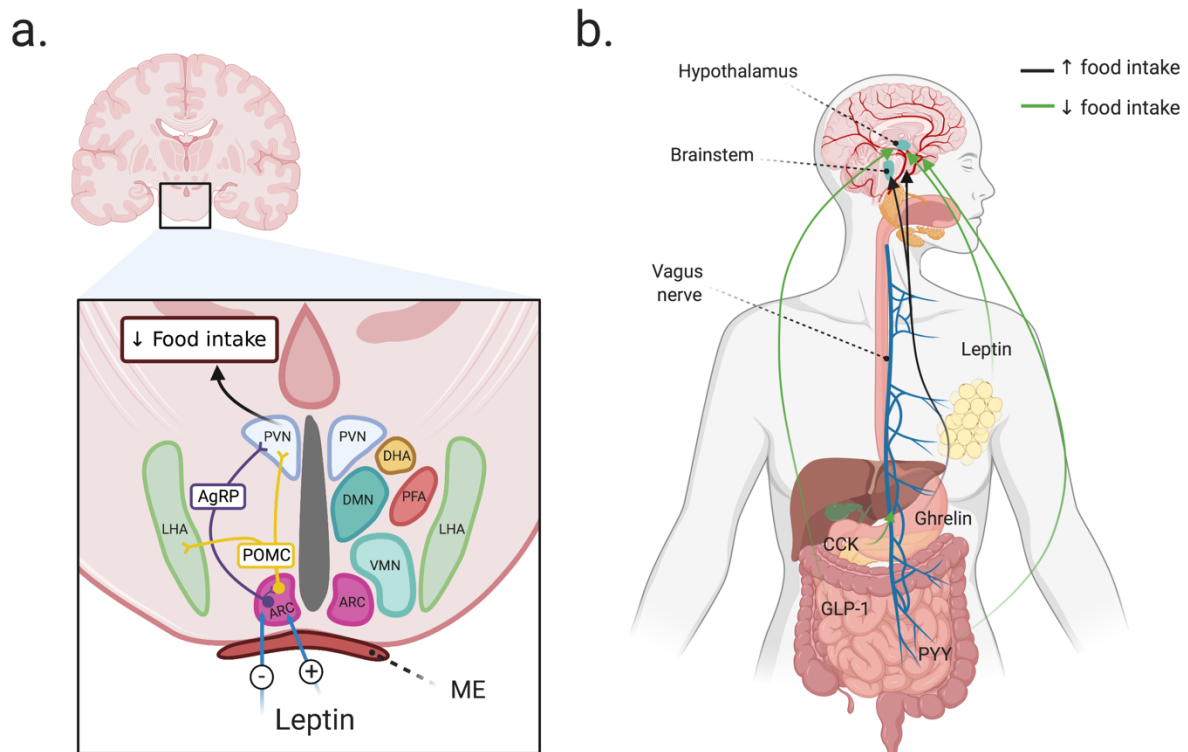 a.
↓ Food intake
PVN
PVN
DHA
AgRP
DMN
PFA
LHA
LHA
POMC
VMN
ARC
ARC
-
+
ME
Leptin
b.
↑ food intake
↓ food intake
Hypothalamus
Brainstem
Vagus
nerve
Leptin
Ghrelin
CCK
GLP-1
PYY